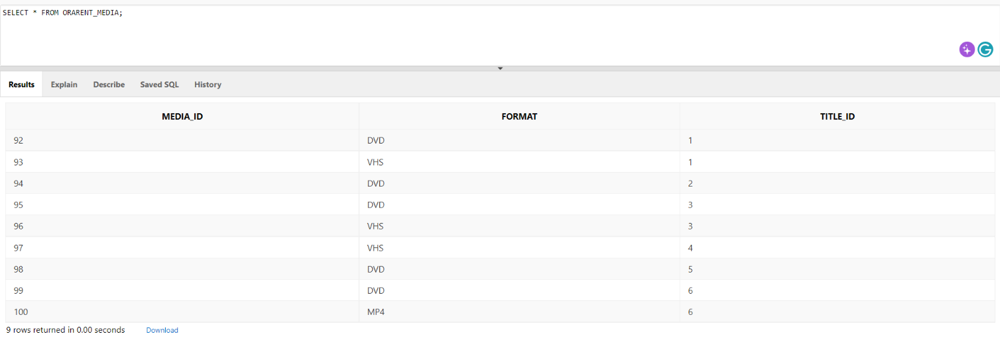 SELECT * FROM ORARENT_MEDIA;
Results Explain Describe Saved SQL History
MEDIA_ID FORMAT TITLE_ID
92 DVD 1
93 VHS 1
94 DVD 2
95 DVD 3
96 VHS 3
97 VHS 4
98 DVD 5
99 DVD 6
100 MP4 6
9 rows returned in 0.00 seconds Download